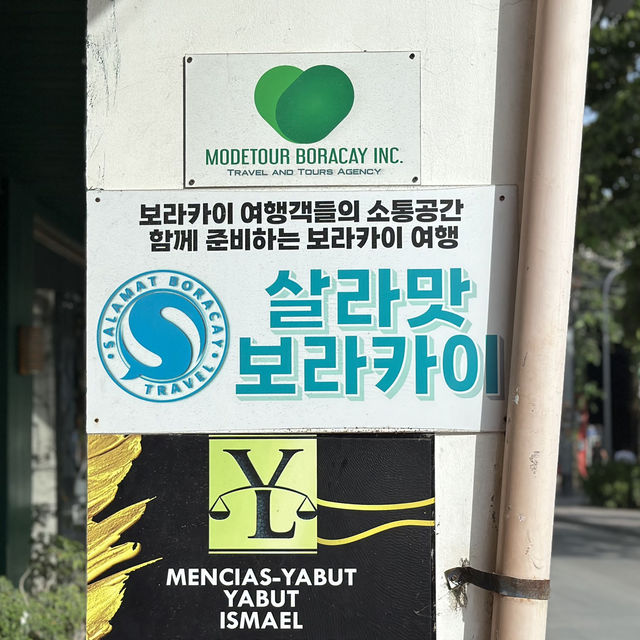 MODETOUR BORACAY INC.
TRAVEL AND TOURS AGENCY
보라카이 여행객들의 소통공간
함께 준비하는 보라카이 여행
SALAMAT BORACAY
TRAVEL
S
살라맛
보라카이
YL
MENCIAS-YABUT
YABUT
ISMAEL